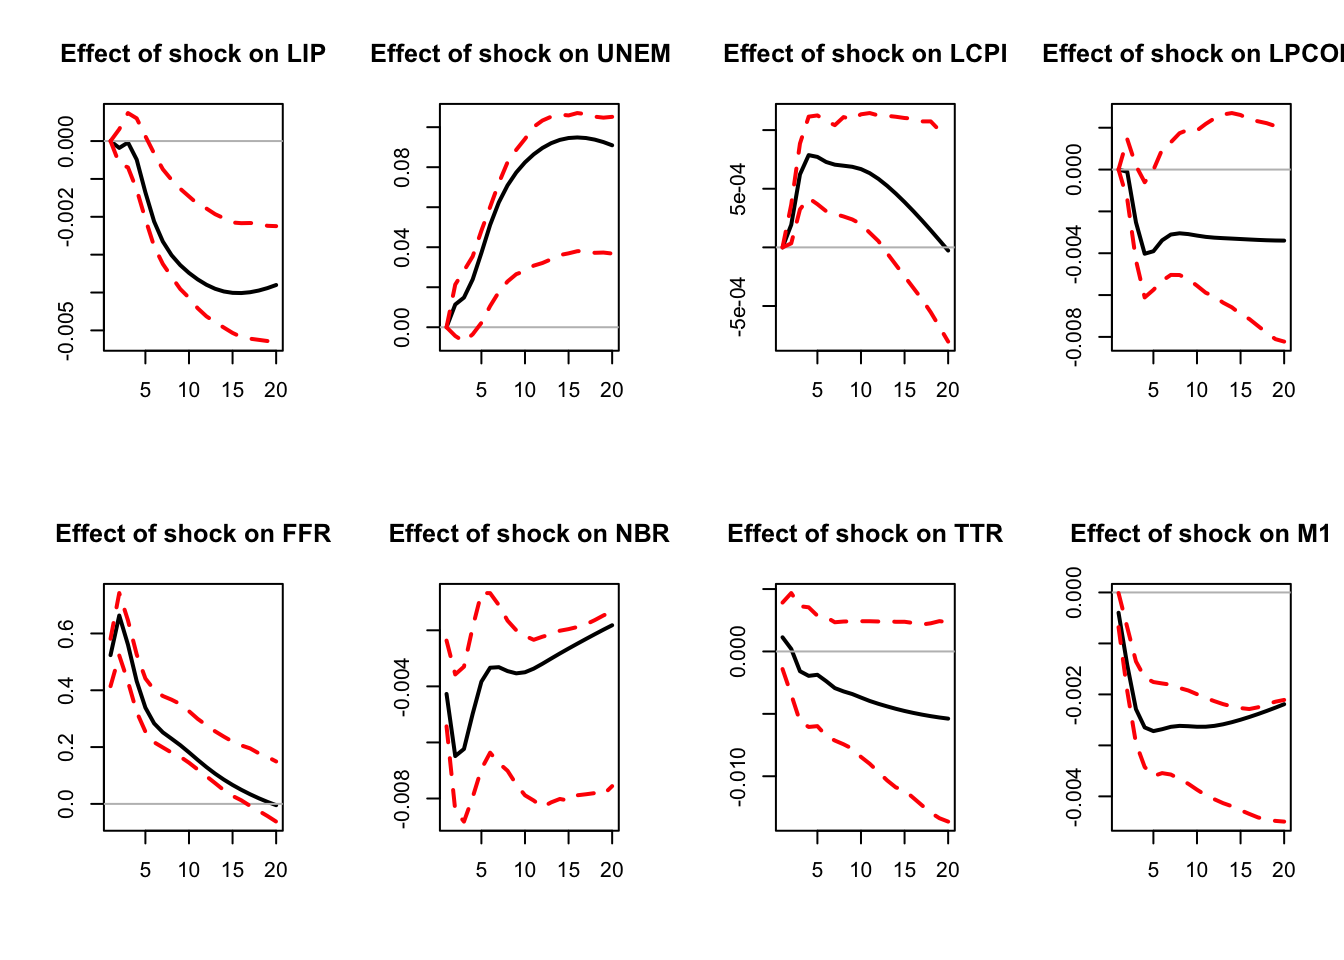 Effect of shock on LIP
Effect of shock on UNEM
Effect of shock on LCPI
Effect of shock on LPCO
0.000
-0.002
-0.005
5 10 15 20
0.08
0.04
0.00
5 10 15 20
5e-04
-5e-04
5 10 15 20
0.000
-0.004
-0.008
5 10 15 20
Effect of shock on FFR
Effect of shock on NBR
Effect of shock on TTR
Effect of shock on M1
0.6
0.4
0.2
0.0
5 10 15 20
-0.004
-0.008
5 10 15 20
0.000
-0.010
5 10 15 20
0.000
-0.002
-0.004
5 10 15 20